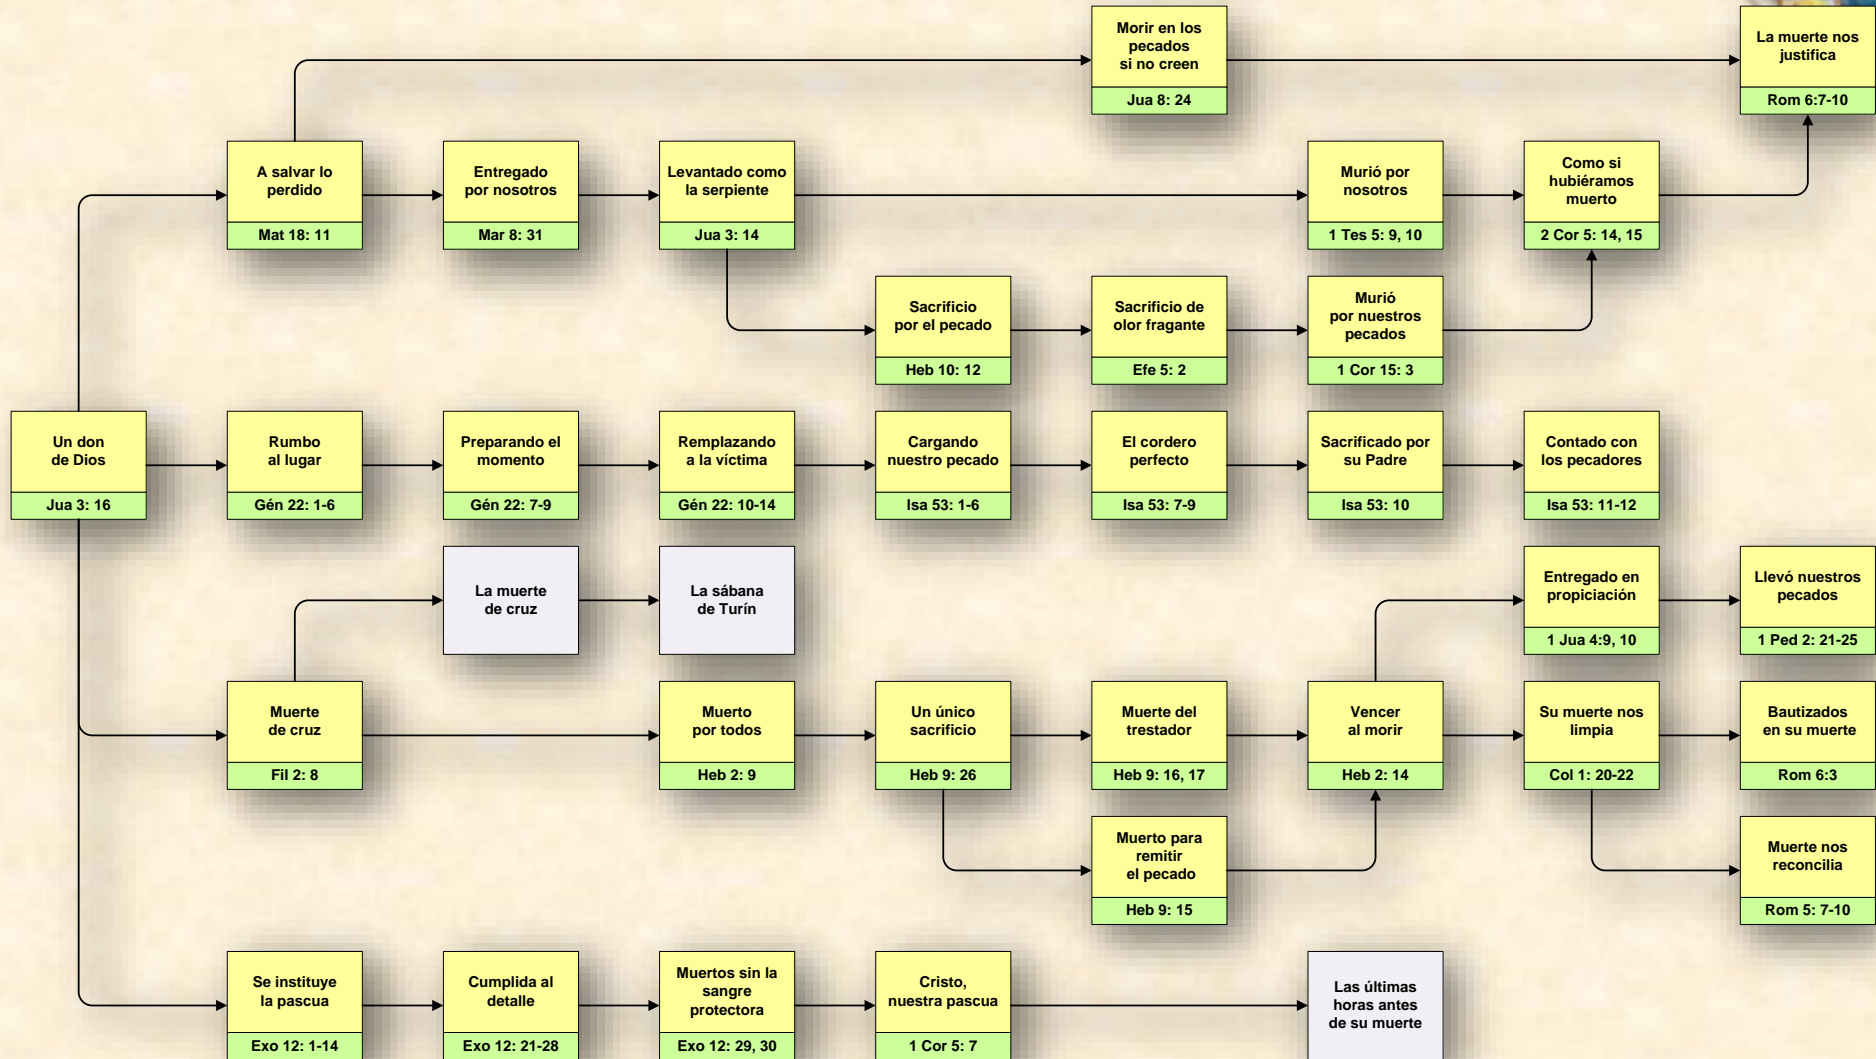 Morir en los
pecados
si no creen
Jua 8: 24
La muerte nos
justifica
Rom 6:7-10
A salvar lo
perdido
Mat 18: 11
Entregado
por nosotros
Mar 8: 31
Levantado como
la serpiente
Jua 3: 14
Murió por
nosotros
1 Tes 5: 9, 10
Como si
hubiéramos
muerto
2 Cor 5: 14, 15
Sacrificio
por el pecado
Heb 10: 12
Sacrificio de
olor fragante
Efe 5: 2
Murió
por nuestros
pecados
1 Cor 15: 3
Un don
de Dios
Jua 3: 16
Rumbo
al lugar
Gén 22: 1-6
Preparando el
momento
Gén 22: 7-9
Remplazando
a la víctima
Gén 22: 10-14
Cargando
nuestro pecado
Isa 53: 1-6
El cordero
perfecto
Isa 53: 7-9
Sacrificado por
su Padre
Isa 53: 10
Contado con
los pecadores
Isa 53: 11-12
La muerte
de cruz
La sábana
de Turín
Entregado en
propiciación
1 Jua 4:9, 10
Llevó nuestros
pecados
1 Ped 2: 21-25
Muerte
de cruz
Fil 2: 8
Muerto
por todos
Heb 2: 9
Un único
sacrificio
Heb 9: 26
Muerte del
trestador
Heb 9: 16, 17
Vencer
al morir
Heb 2: 14
Su muerte nos
limpia
Col 1: 20-22
Bautizados
en su muerte
Rom 6:3
Muerto para
remitir
el pecado
Heb 9: 15
Muerte nos
reconcilia
Rom 5: 7-10
Se instituye
la pascua
Exo 12: 1-14
Cumplida al
detalle
Exo 12: 21-28
Muertos sin la
sangre
protectora
Exo 12: 29, 30
Cristo,
nuestra pascua
1 Cor 5: 7
Las últimas
horas antes
de su muerte